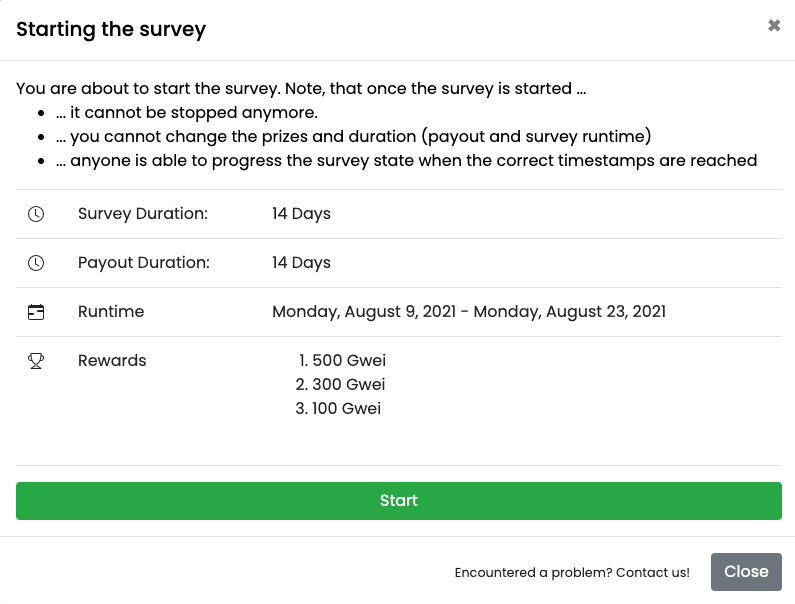 Starting the survey
✖
You are about to start the survey. Note, that once the survey is started ...
• ... it cannot be stopped anymore.
• ... you cannot change the prizes and duration (payout and survey runtime)
• ... anyone is able to progress the survey state when the correct timestamps are reached
Survey Duration: 14 Days
Payout Duration: 14 Days
Runtime Monday, August 9, 2021 - Monday, August 23, 2021
Rewards 1. 500 Gwei
2. 300 Gwei
3. 100 Gwei
Start
Encountered a problem? Contact us! Close